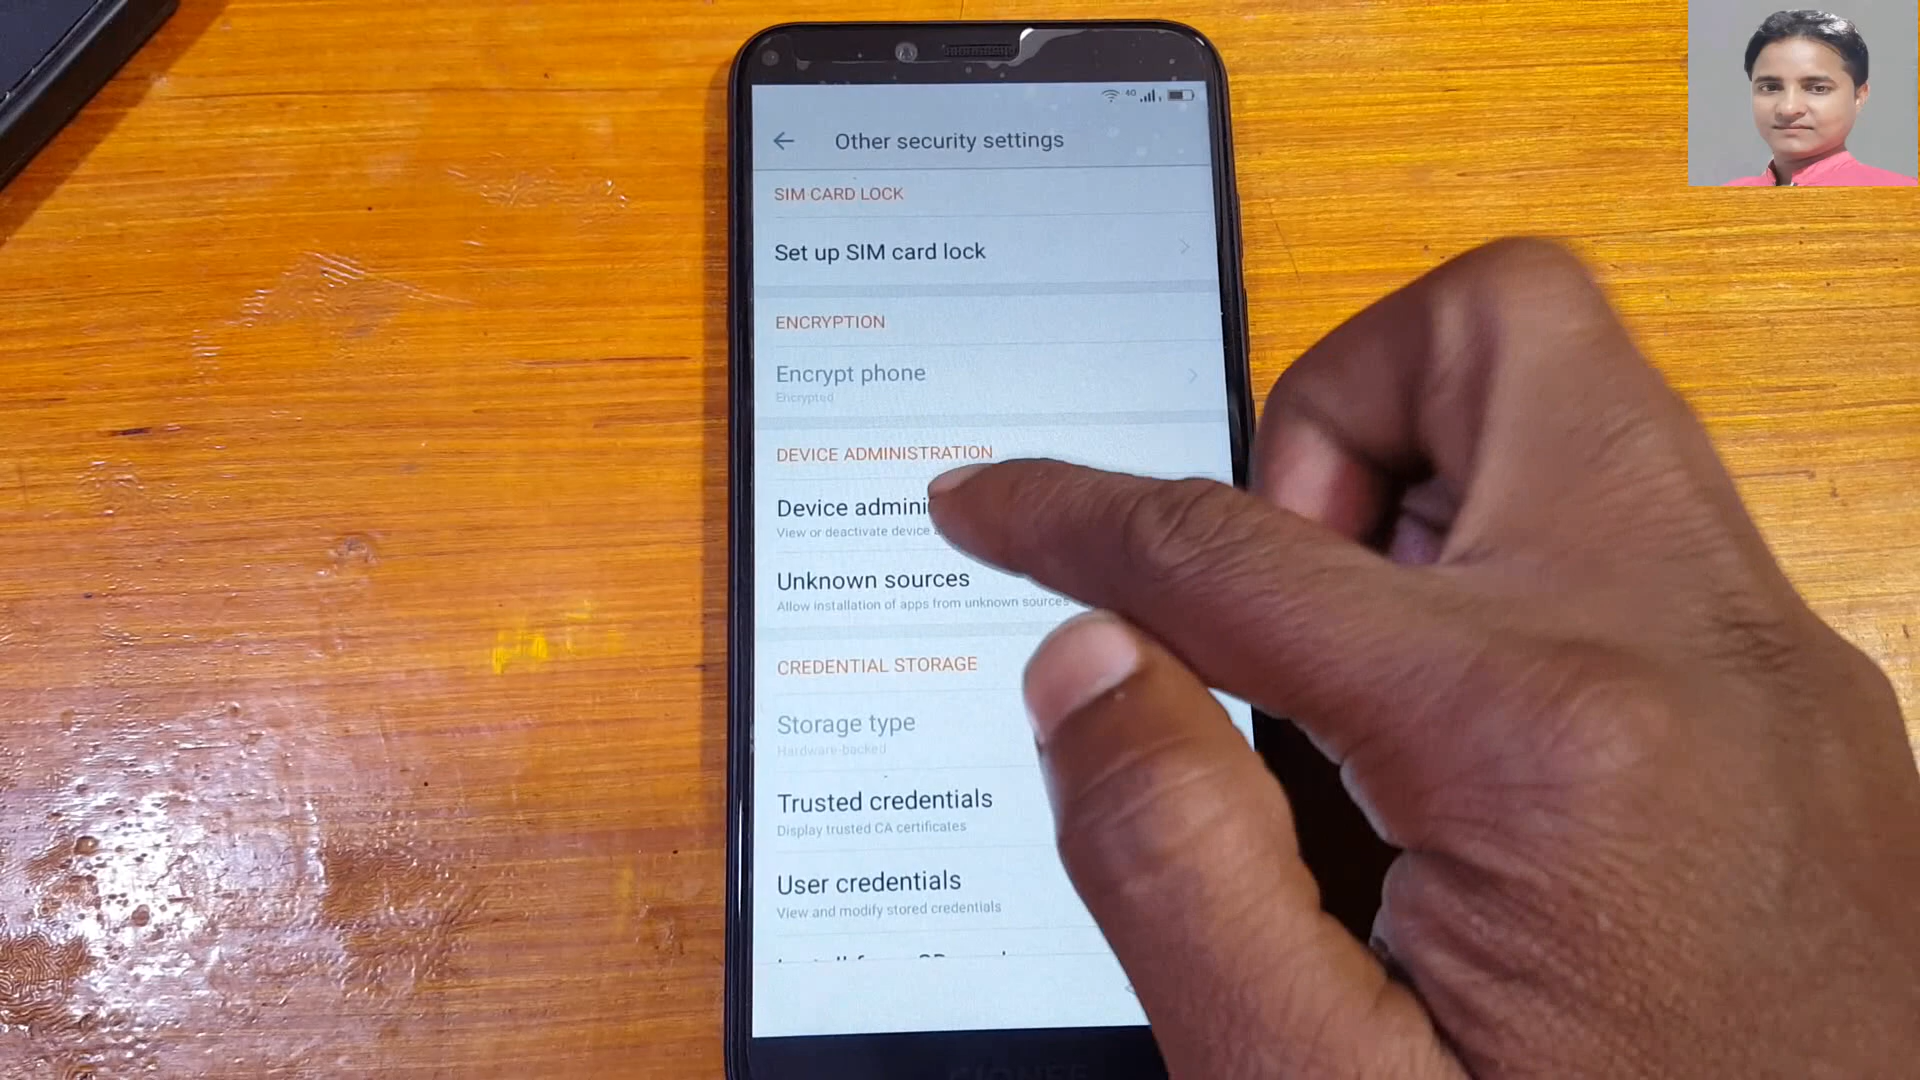 4G
Other security settings
SIM CARD LOCK
Set up SIM card lock
ENCRYPTION
Encrypt phone
Encrypted
DEVICE ADMINISTRATION
Device admini
View or deactivate device
Unknown sources
Allow installation of apps from unknown sources
CREDENTIAL STORAGE
Storage type
Hardware-backed
Trusted credentials
Display trusted CA certificates
User credentials
View and modify stored credentials